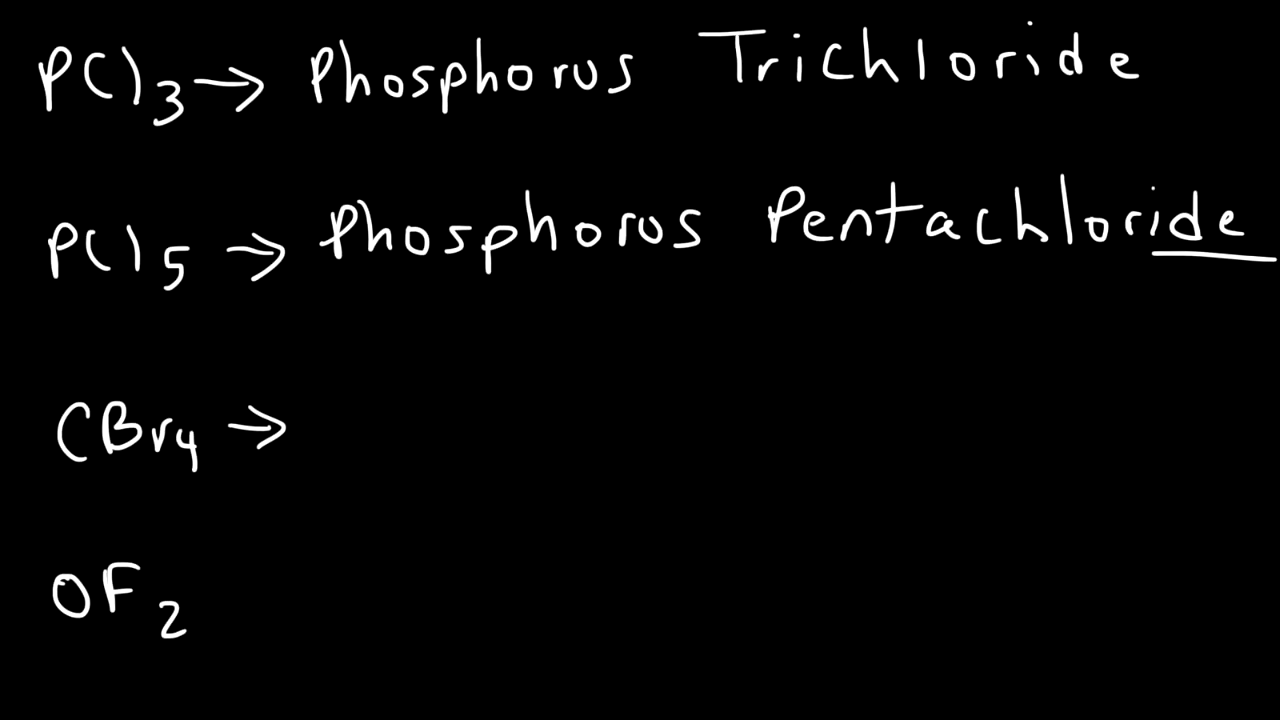 PCl₃ → Phosphorus Trichloride
PCl₅ → Phosphorus Pentachloride
CBr₄ →
OF₂